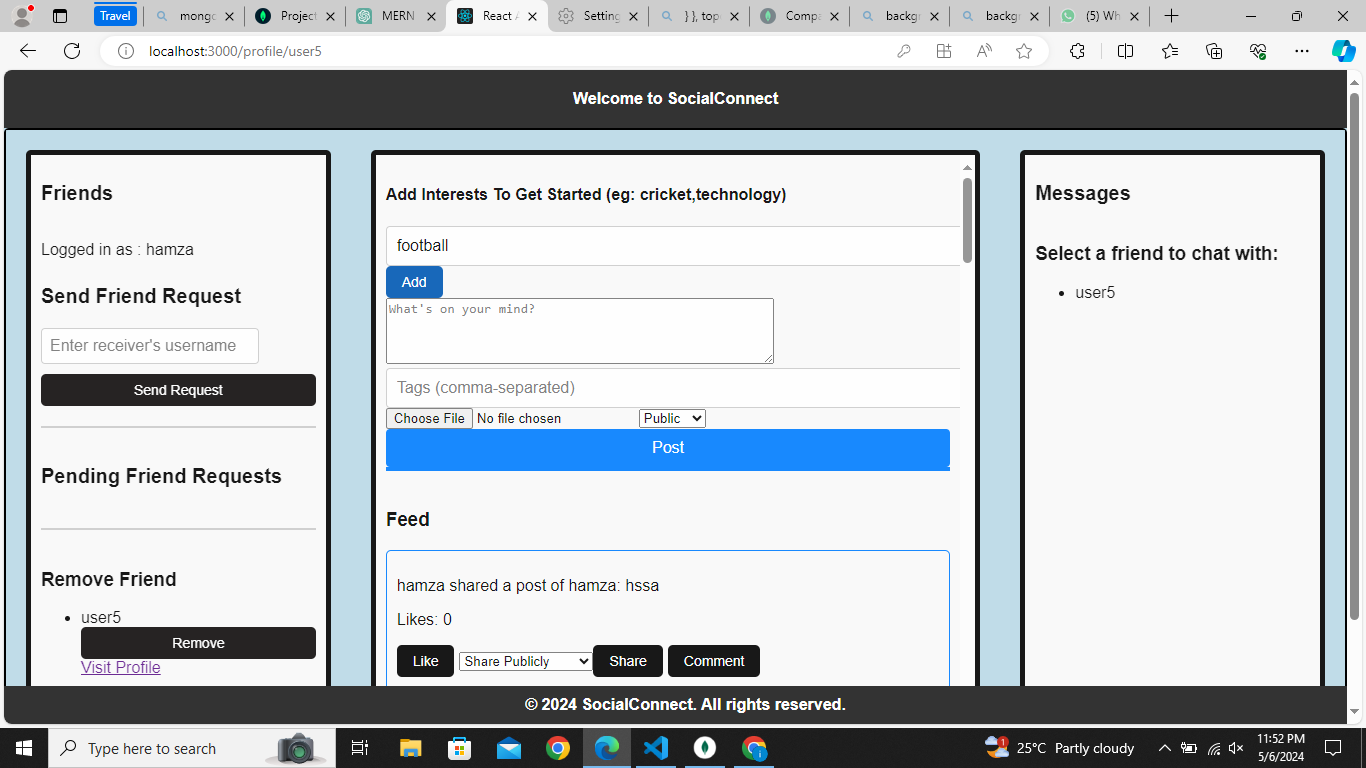 Travel
mongo
Project
MERN
React A
Setting
} }, top
Compa
backgr
backgr
(5) Wh
localhost:3000/profile/user5
Welcome to SocialConnect
Friends
Logged in as : hamza
Send Friend Request
Enter receiver's username
Send Request
Pending Friend Requests
Remove Friend
user5
Remove
Visit Profile
Add Interests To Get Started (eg: cricket,technology)
football
Add
What's on your mind?
Tags (comma-separated)
Choose File No file chosen Public
Post
Feed
hamza shared a post of hamza: hssa
Likes: 0
Like Share Publicly Share Comment
Messages
Select a friend to chat with:
user5
© 2024 SocialConnect. All rights reserved.
Type here to search
1
25°C Partly cloudy
11:52 PM
5/6/2024